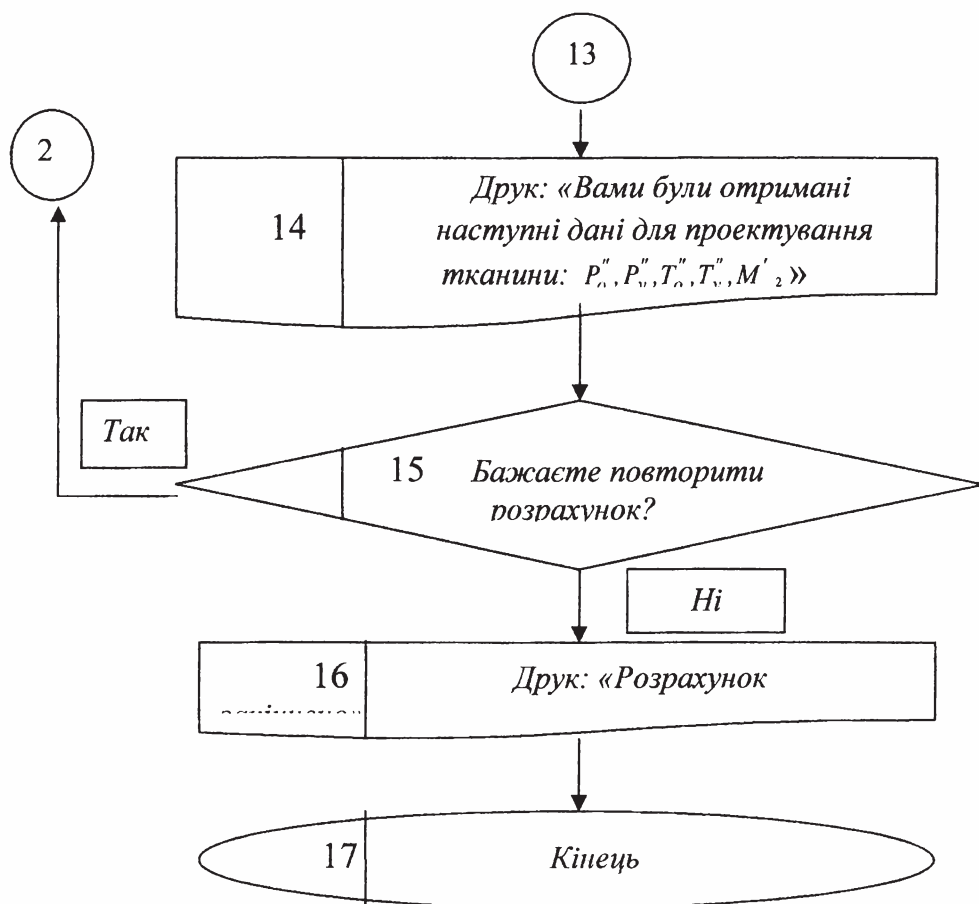 13
2
14
Друк: «Вами були отримані
наступні дані для проектування
тканини: P″ₒ, P″ᵧ, T″ₒ, T″ᵧ, M′₂»
Так
15 Бажаєте повторити
розрахунок?
Ні
16 Друк: «Розрахунок
17 Кінець